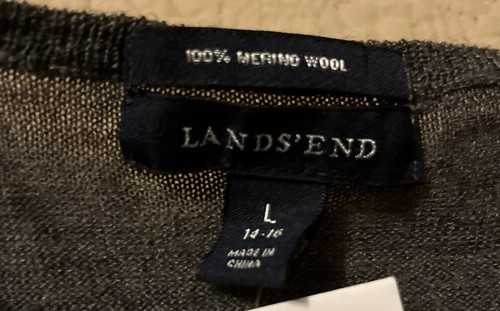 100% MERINO WOOL
LANDS' END
L
14-16
MADE IN
CHINA